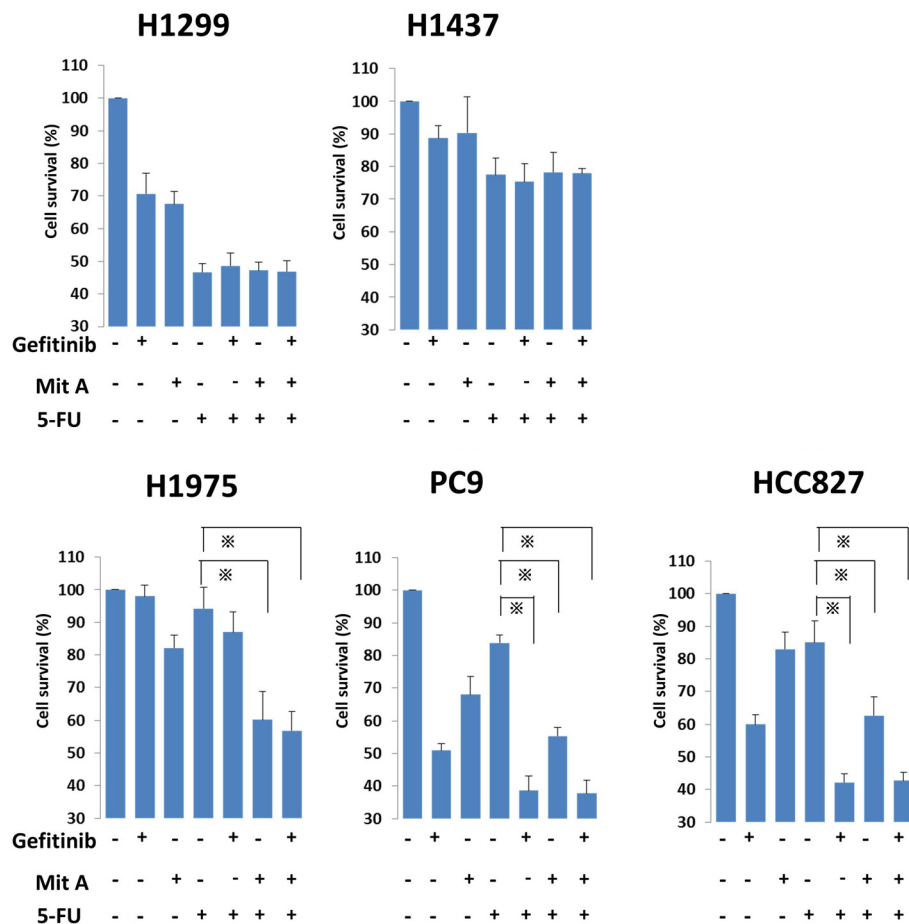 H1299 H1437
110 110
100 100
90 90
80 80
70 70
60 60
50 50
40 40
30 30
Cell survival (%) Cell survival (%)
Gefitinib - + - - + - + - + - - + - +
Mit A - - + - - + + - - + - - + +
5-FU - - - + + + + - - - + + + +
H1975 PC9 HCC827
※ ※ ※
※ ※ ※
※ ※
110 110 110
100 100 100
90 90 90
80 80 80
70 70 70
60 60 60
50 50 50
40 40 40
30 30 30
Cell survival (%) Cell survival (%) Cell survival (%)
Gefitinib - + - - + - + - + - - + - + - + - - + - +
Mit A - - + - - + + - - + - - + + - - + - - + +
5-FU - - - + + + + - - - + + + + - - - + + + +